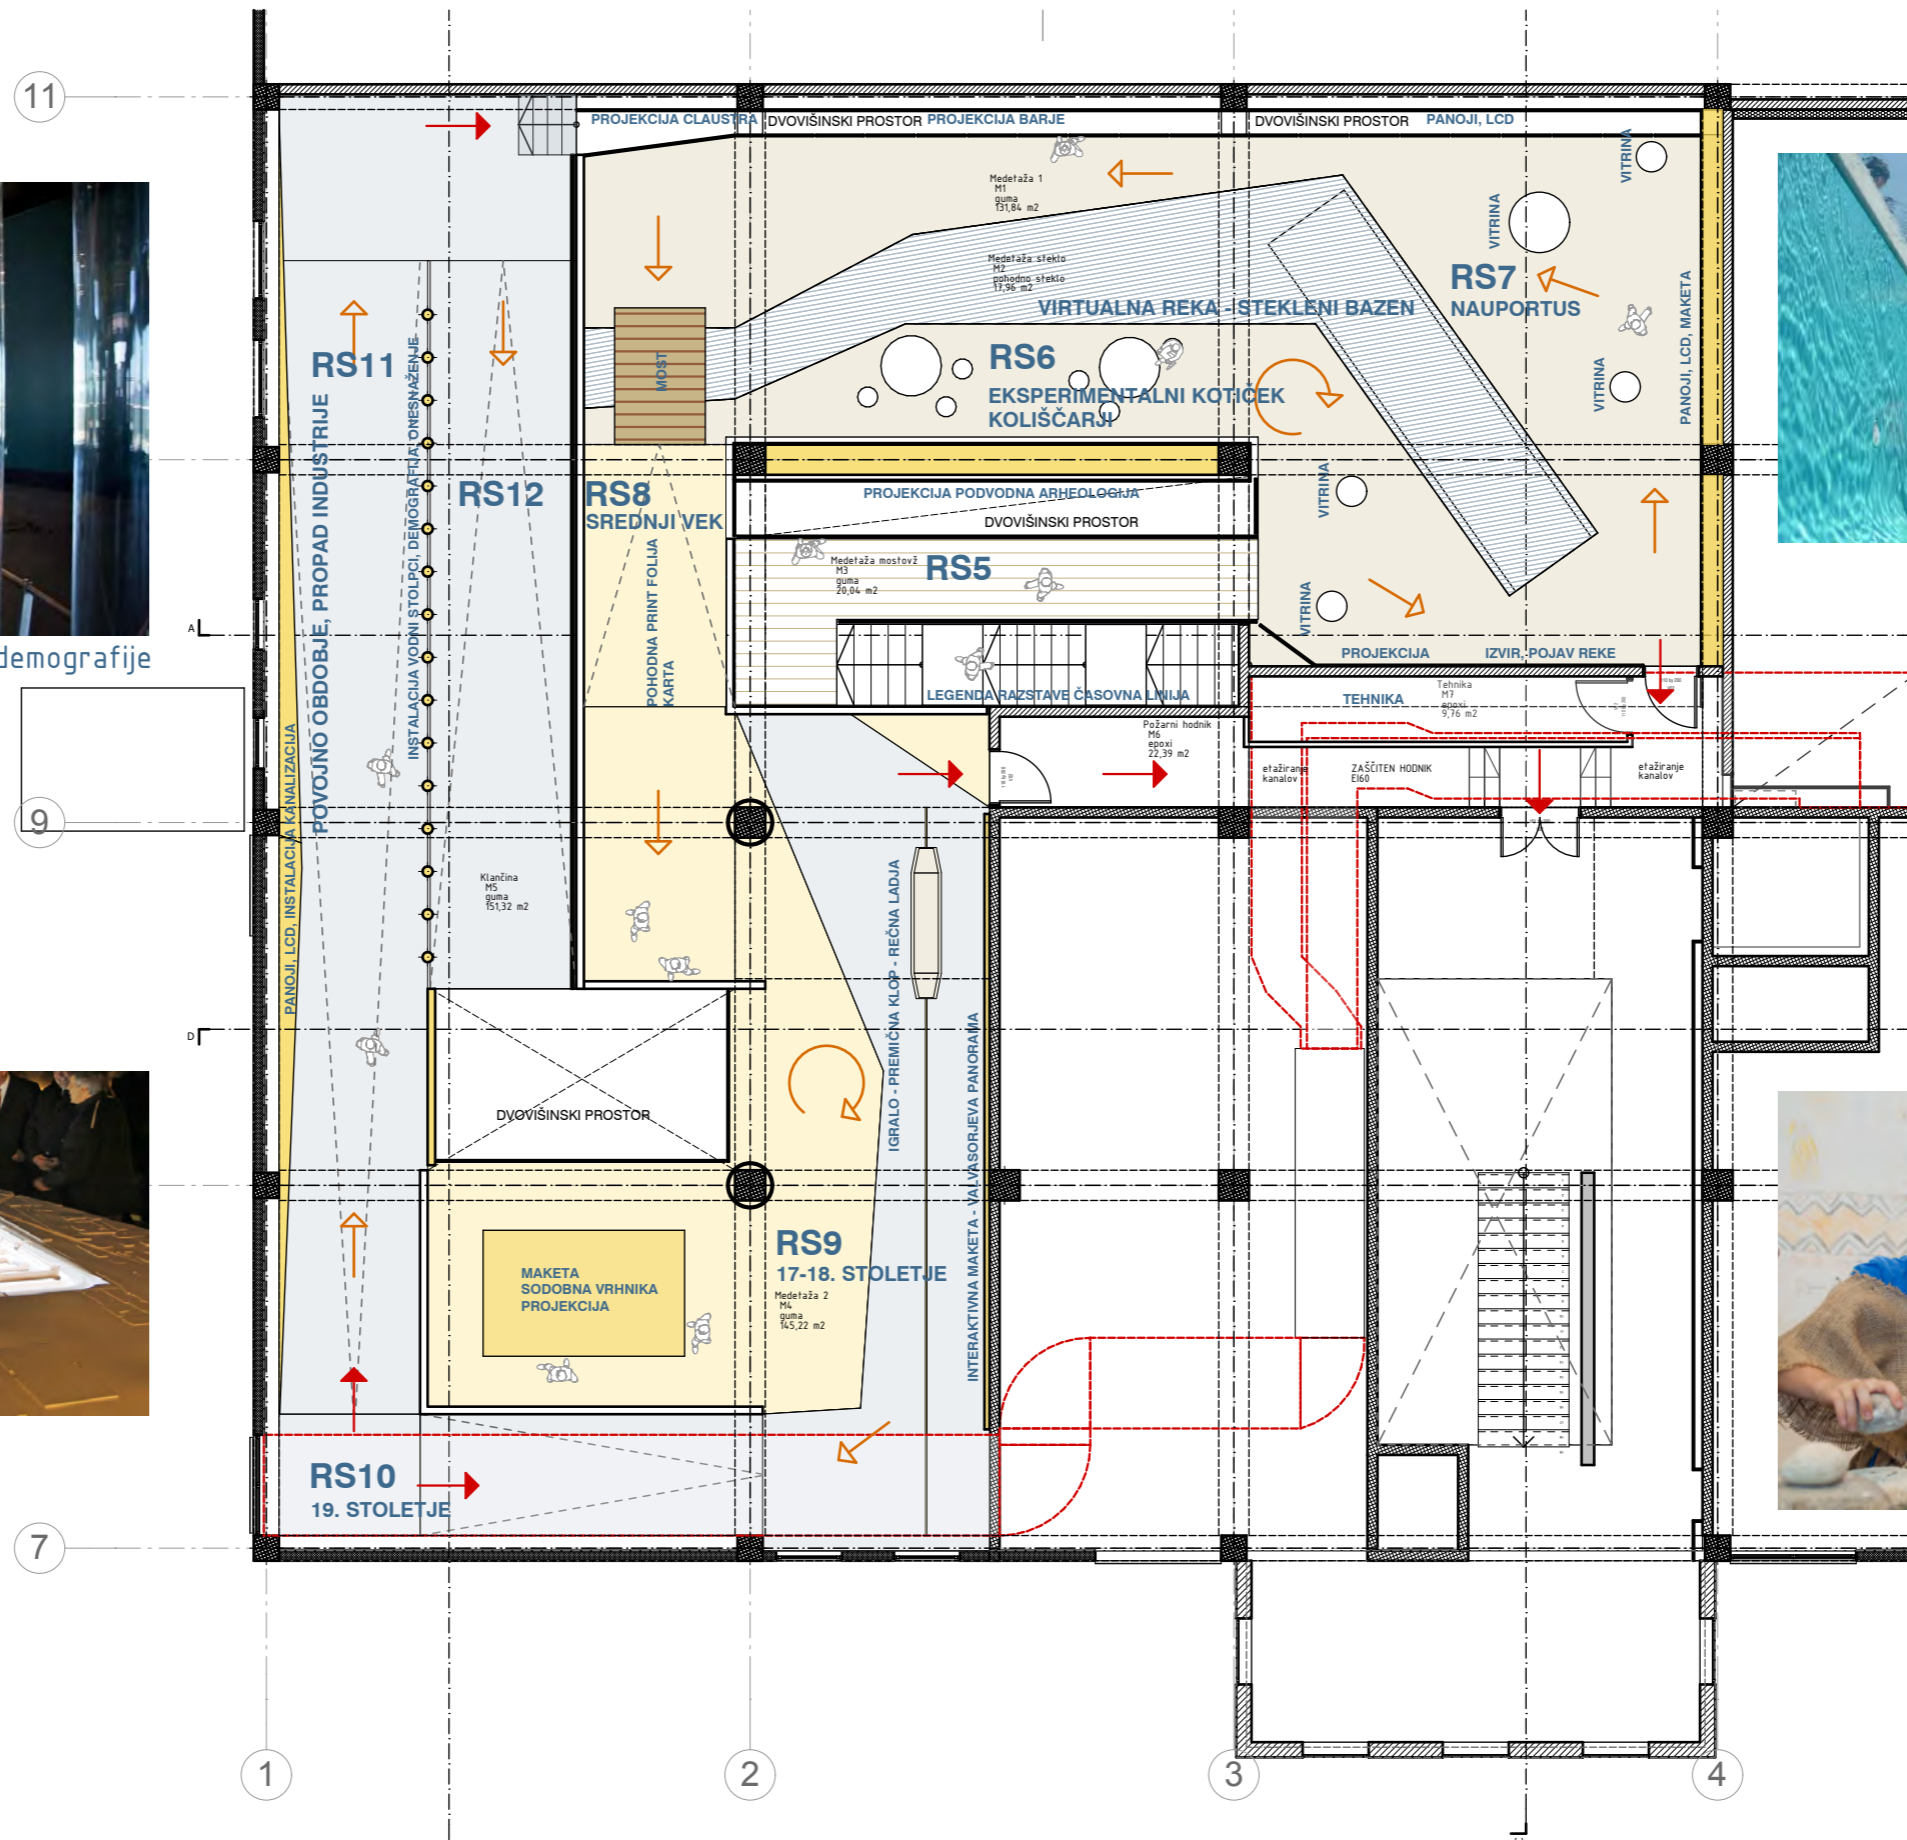 11
PROJEKCIJA CLAUSTRA
DVOVIŠINSKI PROSTOR
PROJEKCIJA BARJE
DVOVIŠINSKI PROSTOR
PANOJI, LCD
VITRINA
Medetaža 1
M1
guma
131,84 m2
VITRINA
Medetaža steklo
M2
pohodno steklo
17,96 m2
RS7
NAUPORTUS
VIRTUALNA REKA - STEKLENI BAZEN
PANOJI, LCD, MAKETA
RS11
POVOJNO OBDOBJE, PROPAD INDUSTRIJE
INSTALACIJA VODNI STOLPCI, DEMOGRAFIJA, ONESNAŽENJE
MOST
RS6
EKSPERIMENTALNI KOTIČEK
KOLIŠČARJI
VITRINA
RS12
RS8
SREDNJI VEK
PROJEKCIJA PODVODNA ARHEOLOGIJA
DVOVIŠINSKI PROSTOR
VITRINA
POHODNA PRINT FOLIJA
KARTA
Medetaža mostovž
M3
guma
20,04 m2
RS5
VITRINA
A
demografije
PROJEKCIJA
IZVIR, POJAV REKE
LEGENDA RAZSTAVE ČASOVNA LINIJA
TEHNIKA
Tehnika
M7
epoxi
9,76 m2
Požarni hodnik
M6
epoxi
22,39 m2
etažiranje
kanalov
ZAŠČITEN HODNIK
EI60
etažiranje
kanalov
9
PANOJI, LCD, INSTALACIJA KANALIZACIJA
Klančina
M5
guma
151,32 m2
IGRALO - PREMIČNA KLOP - REČNA LADJA
INTERAKTIVNA MAKETA - VALVASORJEVA PANORAMA
D
DVOVIŠINSKI PROSTOR
MAKETA
SODOBNA VRHNIKA
PROJEKCIJA
RS9
17-18. STOLETJE
Medetaža 2
M4
guma
145,22 m2
RS10
19. STOLETJE
7
1
2
3
4